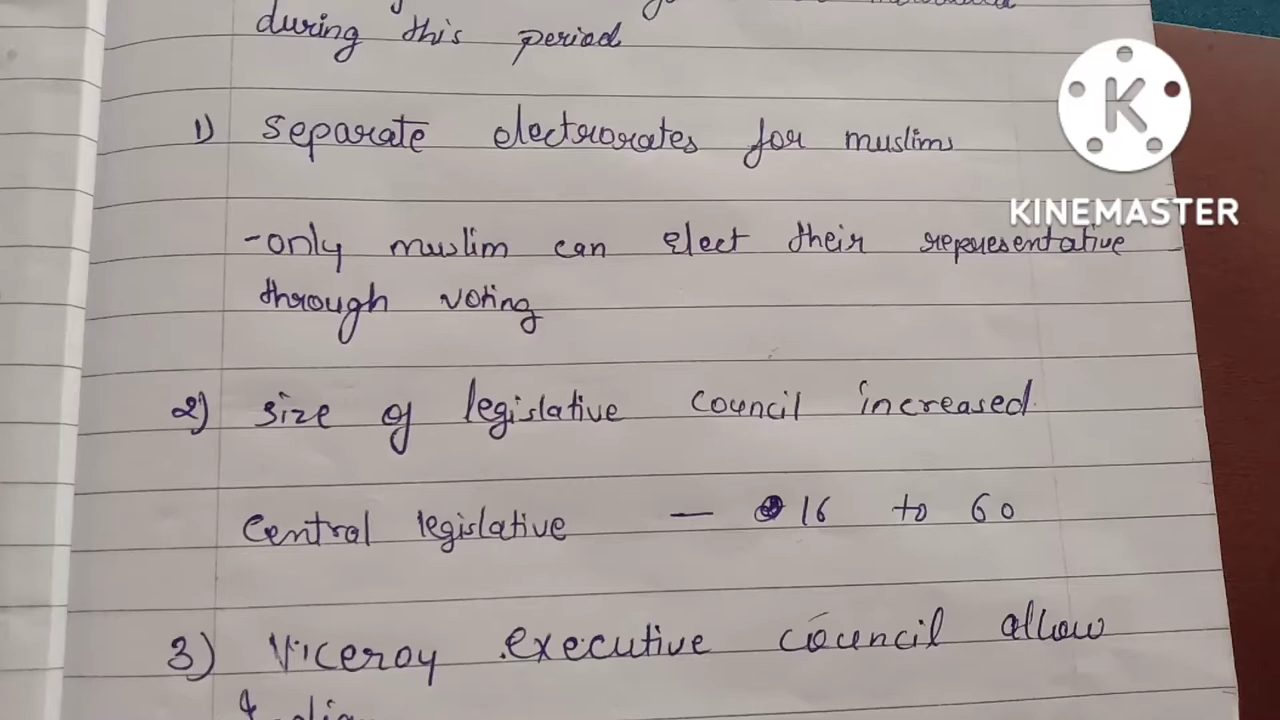 during this period
1) separate electrorates for muslims
-only muslim can elect their representative
through voting
2) size of legislative council increased.
Central legislative — 16 to 60
3) Viceroy executive council allow
K
KINEMASTER